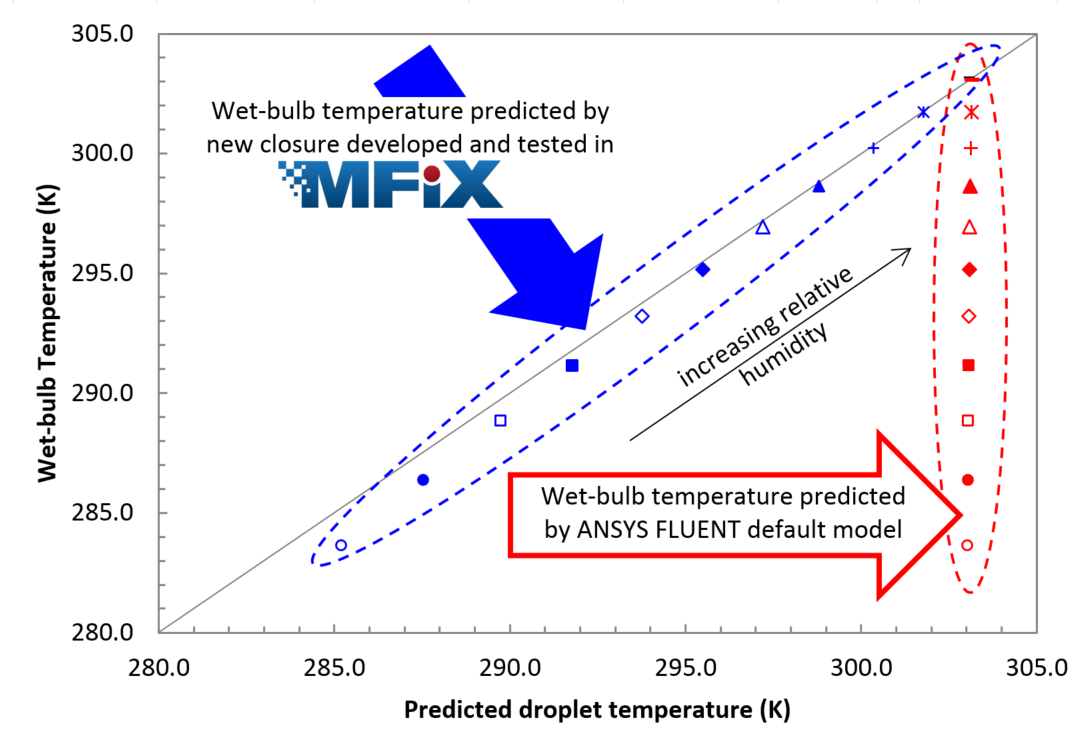 305.0
300.0
295.0
290.0
285.0
280.0
Wet-bulb Temperature (K)
Wet-bulb temperature predicted by
new closure developed and tested in
MFiX
increasing relative
humidity
Wet-bulb temperature predicted
by ANSYS FLUENT default model
280.0 285.0 290.0 295.0 300.0 305.0
Predicted droplet temperature (K)